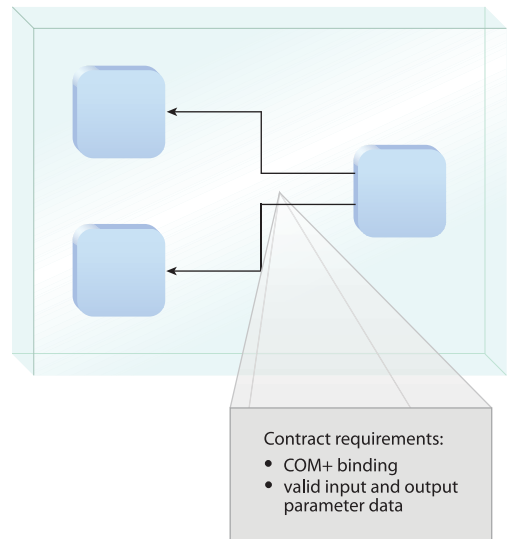 Contract requirements:
• COM+ binding
• valid input and output
parameter data